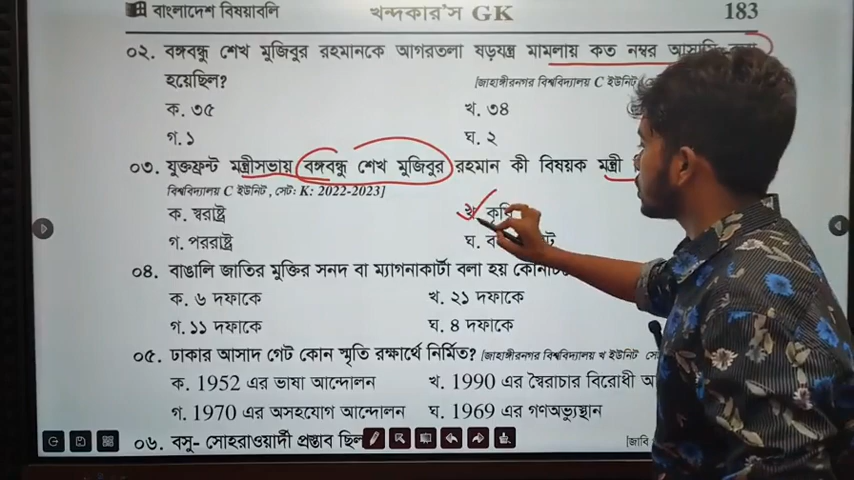 বাংলাদেশ বিষয়াবলি খন্দকার'স GK 183
০২. বঙ্গবন্ধু শেখ মুজিবুর রহমানকে আগরতলা ষড়যন্ত্র মামলায় কত নম্বর আসামি করা
হয়েছিল? [জাহাঙ্গীরনগর বিশ্ববিদ্যালয় C ইউনিট
ক. ৩৫ খ. ৩৪
গ. ১ ঘ. ২
০৩. যুক্তফ্রন্ট মন্ত্রীসভায় বঙ্গবন্ধু শেখ মুজিবুর রহমান কী বিষয়ক মন্ত্রী
বিশ্ববিদ্যালয় C ইউনিট, সেট: K: 2022-2023]
ক. স্বরাষ্ট্র খ. কৃষি
গ. পররাষ্ট্র ঘ.
০৪. বাঙালি জাতির মুক্তির সনদ বা ম্যাগনাকার্টা বলা হয় কোনটিকে
ক. ৬ দফাকে খ. ২১ দফাকে
গ. ১১ দফাকে ঘ. ৪ দফাকে
০৫. ঢাকার আসাদ গেট কোন স্মৃতি রক্ষার্থে নির্মিত? [জাহাঙ্গীরনগর বিশ্ববিদ্যালয় খ ইউনিট
ক. 1952 এর ভাষা আন্দোলন খ. 1990 এর স্বৈরাচার বিরোধী
গ. 1970 এর অসহযোগ আন্দোলন ঘ. 1969 এর গণঅভ্যুত্থান
০৬. বসু- সোহরাওয়ার্দী প্রস্তাব ছিল [জাবি